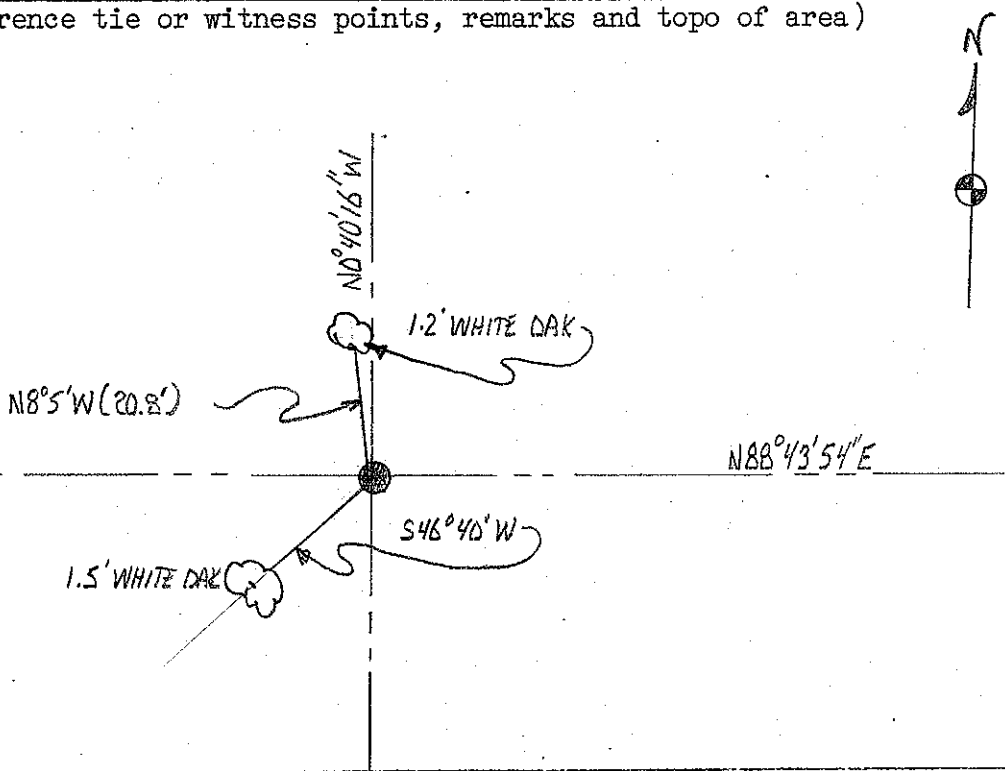 rence tie or witness points, remarks and topo of area)
N
N0°40'16"W
1.2' WHITE OAK
N8°5'W (20.8')
N88°43'54"E
S46°40'W
1.5' WHITE OAK